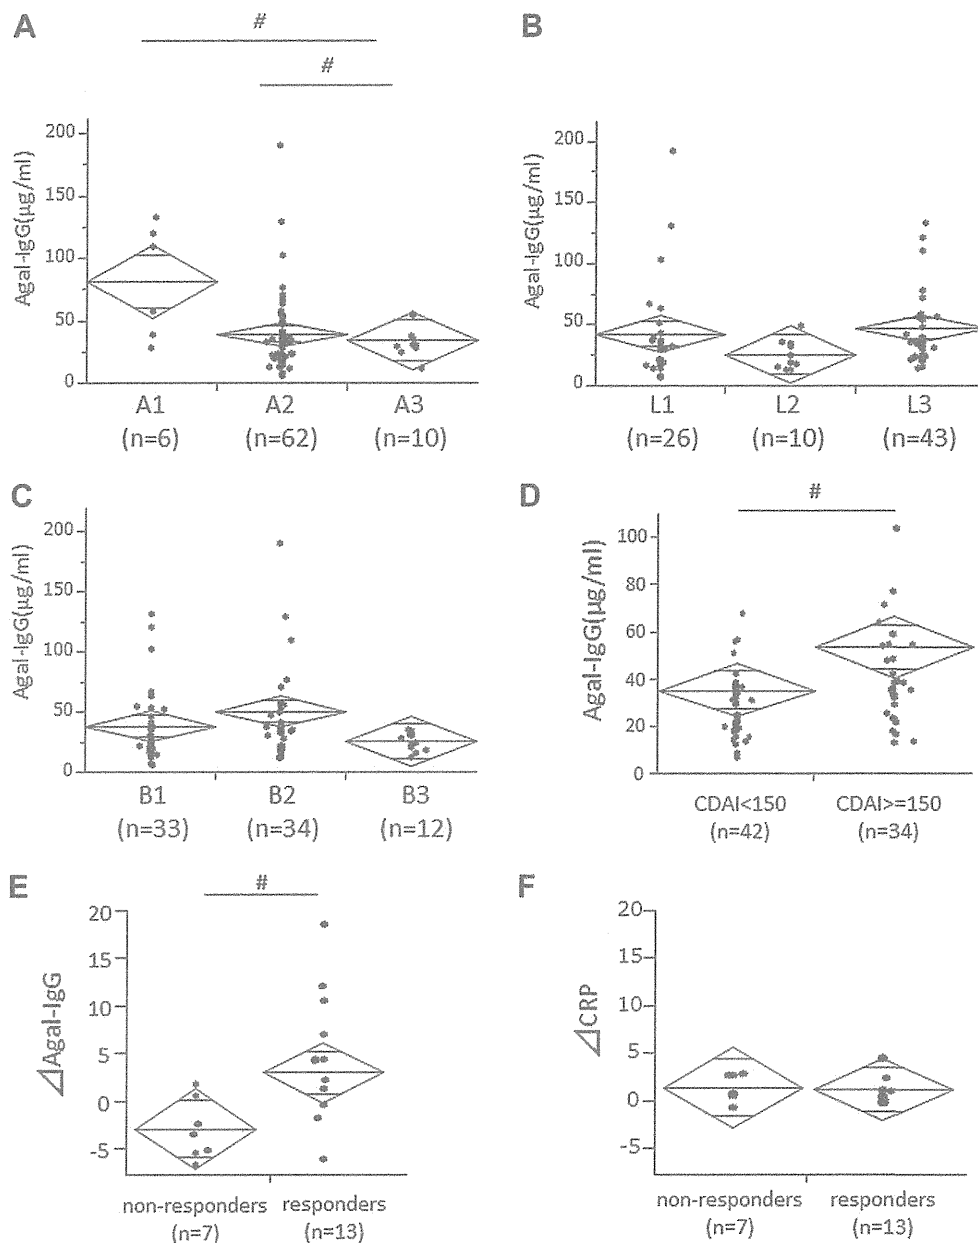 A
#
#
Agal-IgG(µg/ml)
200
150
100
50
0
A1 A2 A3
(n=6) (n=62) (n=10)
B
Agal-IgG(µg/ml)
200
150
100
50
0
L1 L2 L3
(n=26) (n=10) (n=43)
C
Agal-IgG(µg/ml)
200
150
100
50
0
B1 B2 B3
(n=33) (n=34) (n=12)
D
#
Agal-IgG(µg/ml)
100
80
60
40
20
0
CDAI<150 CDAI>=150
(n=42) (n=34)
E
#
⊿Agal-IgG
20
15
10
5
0
-5
non-responders responders
(n=7) (n=13)
F
⊿CRP
20
15
10
5
0
-5
non-responders responders
(n=7) (n=13)